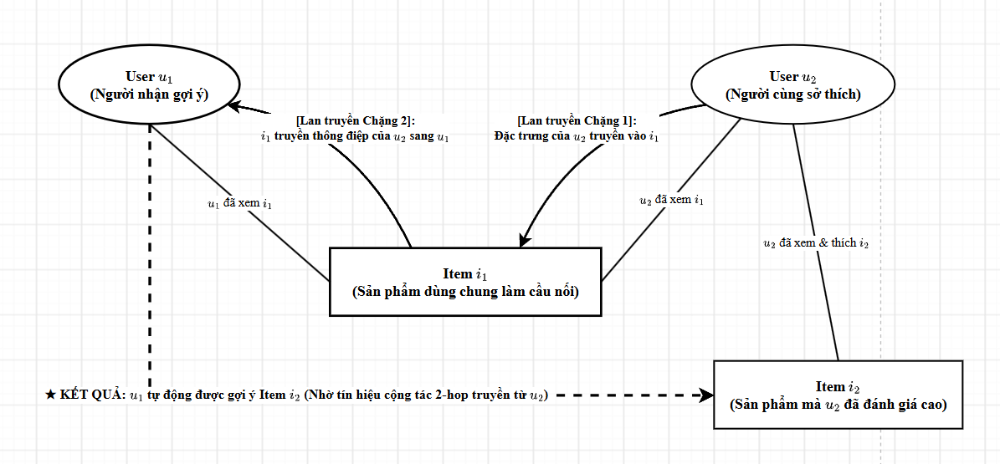 User u₁
(Người nhận gợi ý)
User u₂
(Người cùng sở thích)
[Lan truyền Chặng 2]:
i₁ truyền thông điệp của u₂ sang u₁
[Lan truyền Chặng 1]:
Đặc trưng của u₂ truyền vào i₁
u₁ đã xem i₁
u₂ đã xem i₁
u₂ đã xem & thích i₂
Item i₁
(Sản phẩm dùng chung làm cầu nối)
★ KẾT QUẢ: u₁ tự động được gợi ý Item i₂ (Nhờ tín hiệu cộng tác 2-hop truyền từ u₂)
Item i₂
(Sản phẩm mà u₂ đã đánh giá cao)